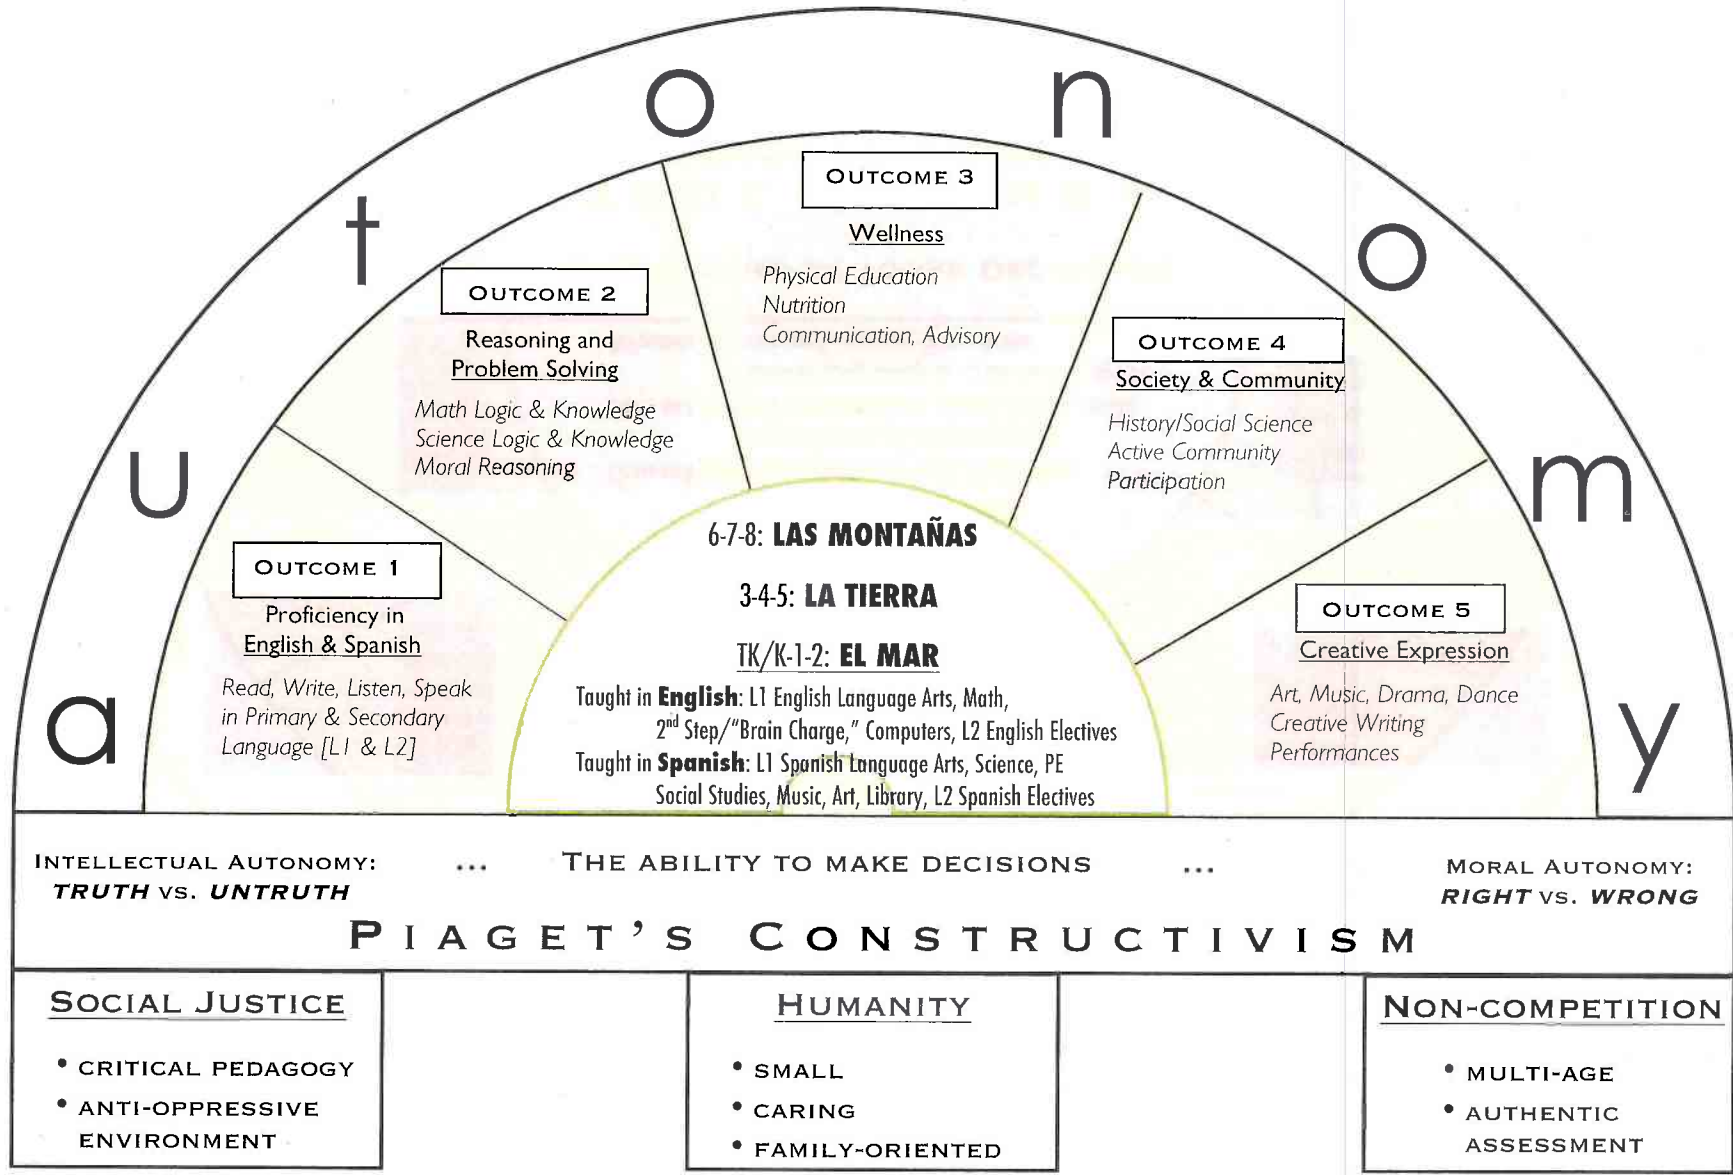 autonomy
OUTCOME 1
Proficiency in
English & Spanish
Read, Write, Listen, Speak
in Primary & Secondary
Language [L1 & L2]
OUTCOME 2
Reasoning and
Problem Solving
Math Logic & Knowledge
Science Logic & Knowledge
Moral Reasoning
OUTCOME 3
Wellness
Physical Education
Nutrition
Communication, Advisory
OUTCOME 4
Society & Community
History/Social Science
Active Community
Participation
OUTCOME 5
Creative Expression
Art, Music, Drama, Dance
Creative Writing
Performances
6-7-8: LAS MONTAÑAS
3-4-5: LA TIERRA
TK/K-1-2: EL MAR
Taught in English: L1 English Language Arts, Math,
2nd Step/"Brain Charge," Computers, L2 English Electives
Taught in Spanish: L1 Spanish Language Arts, Science, PE
Social Studies, Music, Art, Library, L2 Spanish Electives
INTELLECTUAL AUTONOMY:
TRUTH VS. UNTRUTH
... THE ABILITY TO MAKE DECISIONS ...
MORAL AUTONOMY:
RIGHT VS. WRONG
PIAGET'S CONSTRUCTIVISM
SOCIAL JUSTICE
• CRITICAL PEDAGOGY
• ANTI-OPPRESSIVE
ENVIRONMENT
HUMANITY
• SMALL
• CARING
• FAMILY-ORIENTED
NON-COMPETITION
• MULTI-AGE
• AUTHENTIC
ASSESSMENT